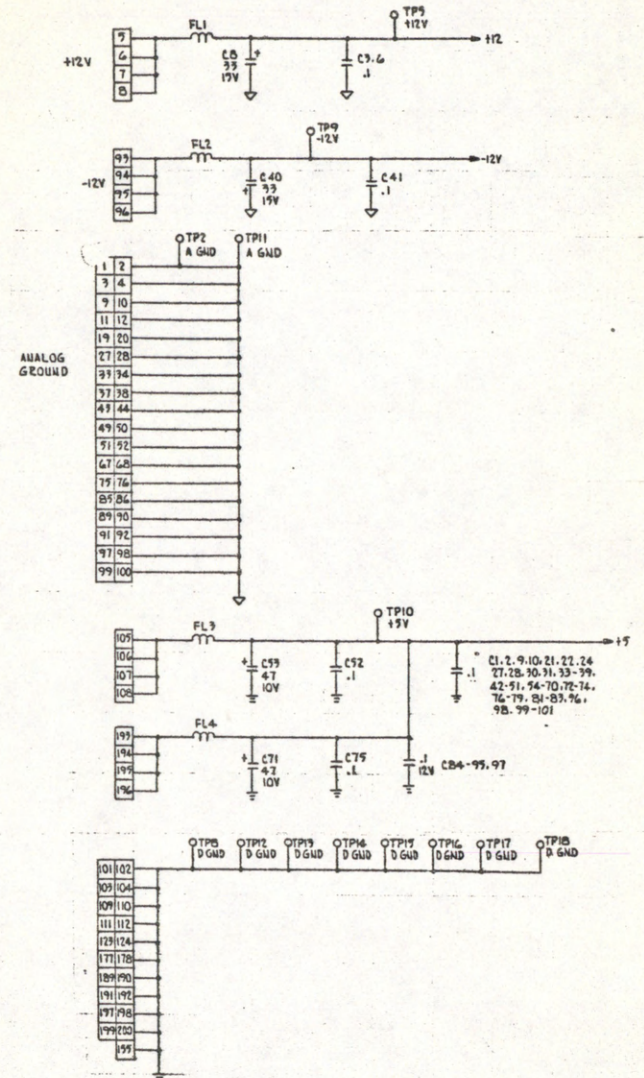 FL1
TP5
+12V
+12V
5
6
7
8
C8
33
15V
C3.6
.1
+12
FL2
TP9
-12V
-12V
93
94
95
96
C40
33
15V
C41
.1
-12V
TP2
A GND
TP11
A GND
ANALOG
GROUND
1 2
3 4
9 10
11 12
19 20
27 28
33 34
37 38
43 44
49 50
51 52
67 68
75 76
85 86
89 90
91 92
97 98
99 100
TP10
+5V
FL3
105
106
107
108
C53
47
10V
C52
.1
.1
C1.2.9.10.21.22.24
27.28.30.31.33-39.
42-51.54-70.72-74.
76-79.81-83.96.
98.99-101
+5
FL4
193
194
195
196
C71
47
10V
C75
.1
.1
12V
C84-95.97
TP8
D GND
TP12
D GND
TP13
D GND
TP14
D GND
TP15
D GND
TP16
D GND
TP17
D GND
TP18
D. GND
101 102
103 104
109 110
111 112
123 124
177 178
189 190
191 192
197 198
199 200
155